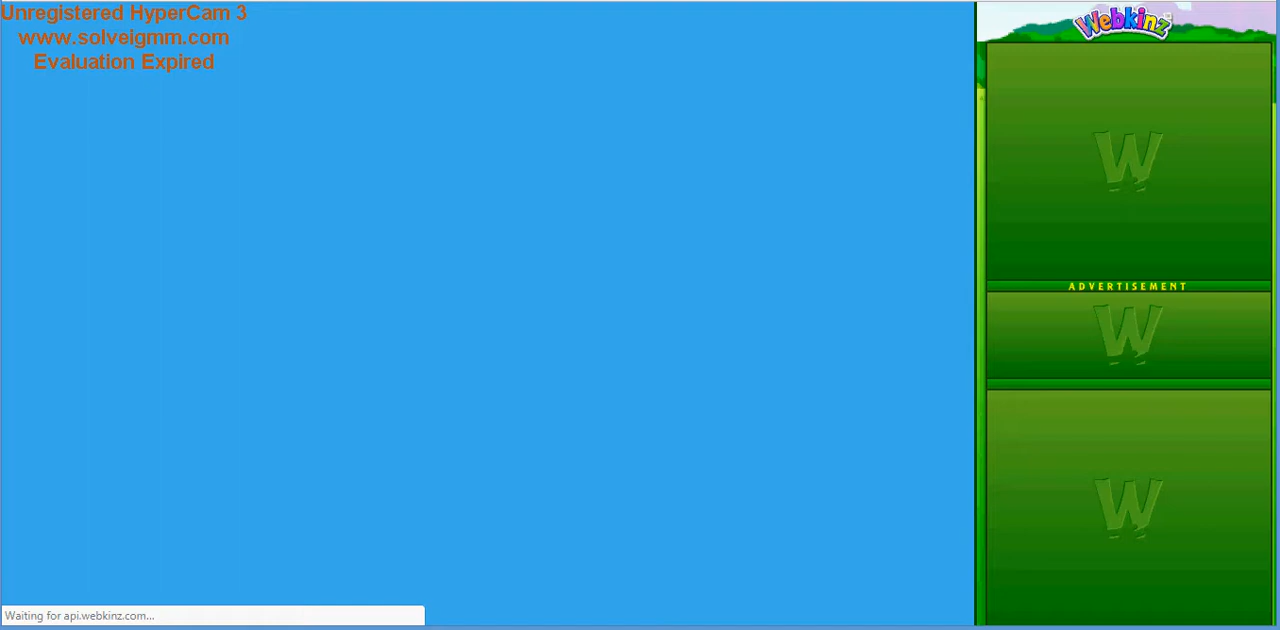 Unregistered HyperCam 3
www.solveigmm.com
Evaluation Expired
Webkinz
W
ADVERTISEMENT
W
W
Waiting for api.webkinz.com...